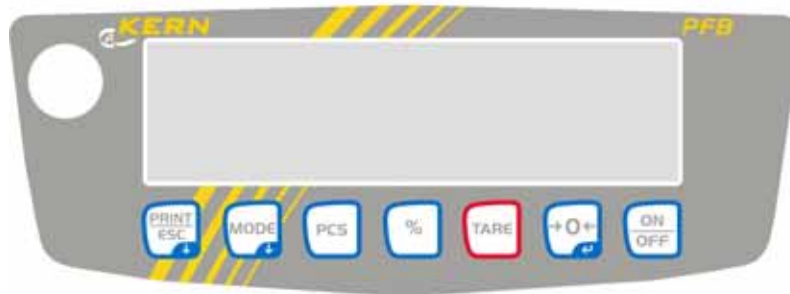 KERN PFB
PRINT MODE PCS % TARE →0← ON
ESC OFF